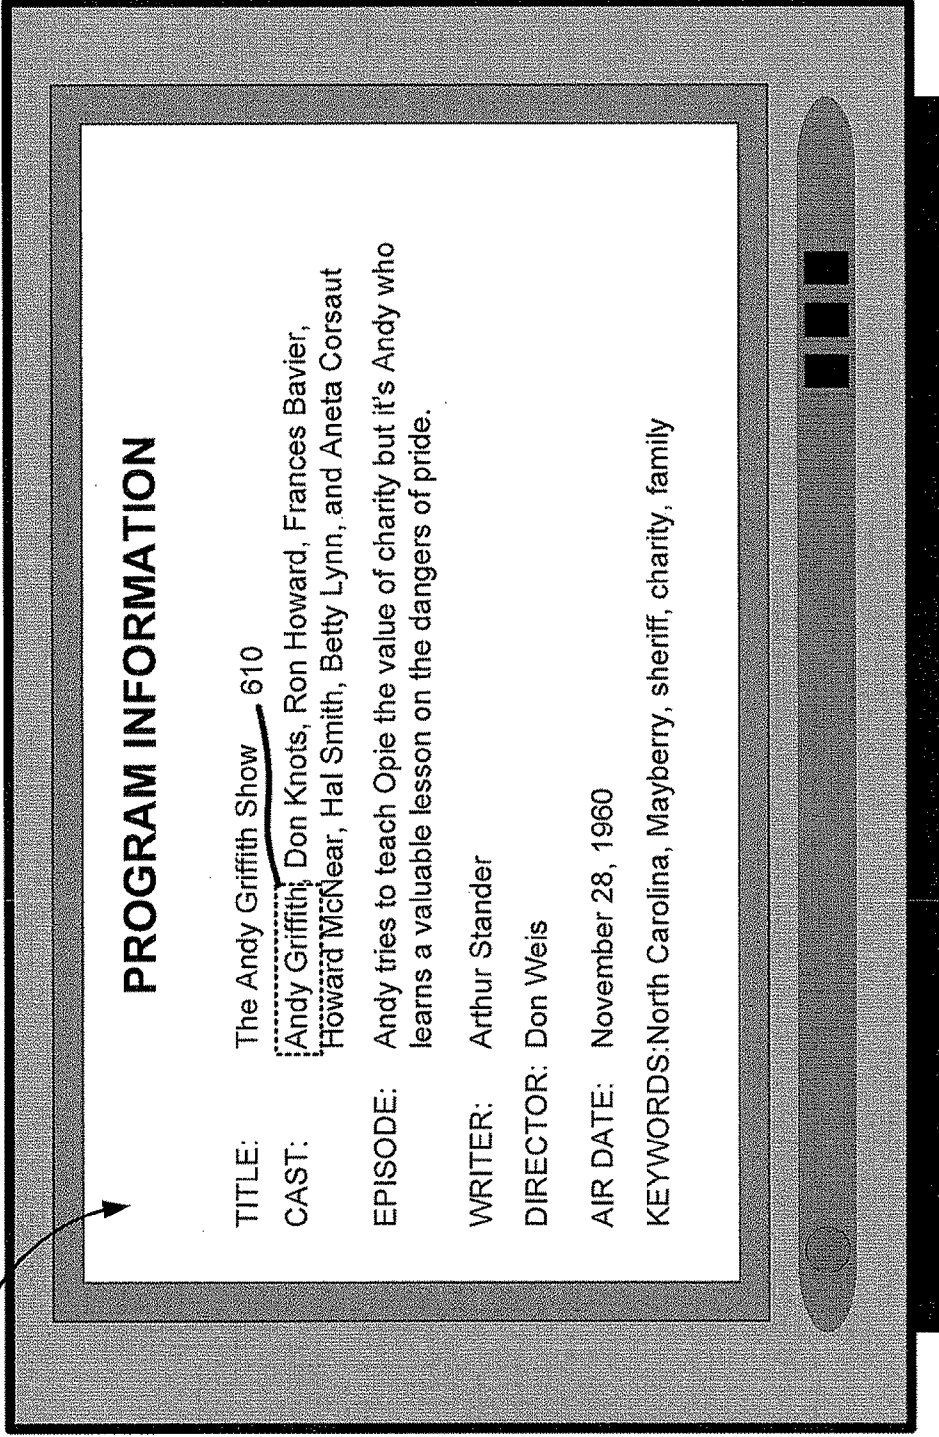 PROGRAM INFORMATION
TITLE: The Andy Griffith Show 610
CAST: Andy Griffith, Don Knots, Ron Howard, Frances Bavier,
Howard McNear, Hal Smith, Betty Lynn, and Aneta Corsaut
EPISODE: Andy tries to teach Opie the value of charity but it's Andy who
learns a valuable lesson on the dangers of pride.
WRITER: Arthur Stander
DIRECTOR: Don Weis
AIR DATE: November 28, 1960
KEYWORDS:North Carolina, Mayberry, sheriff, charity, family